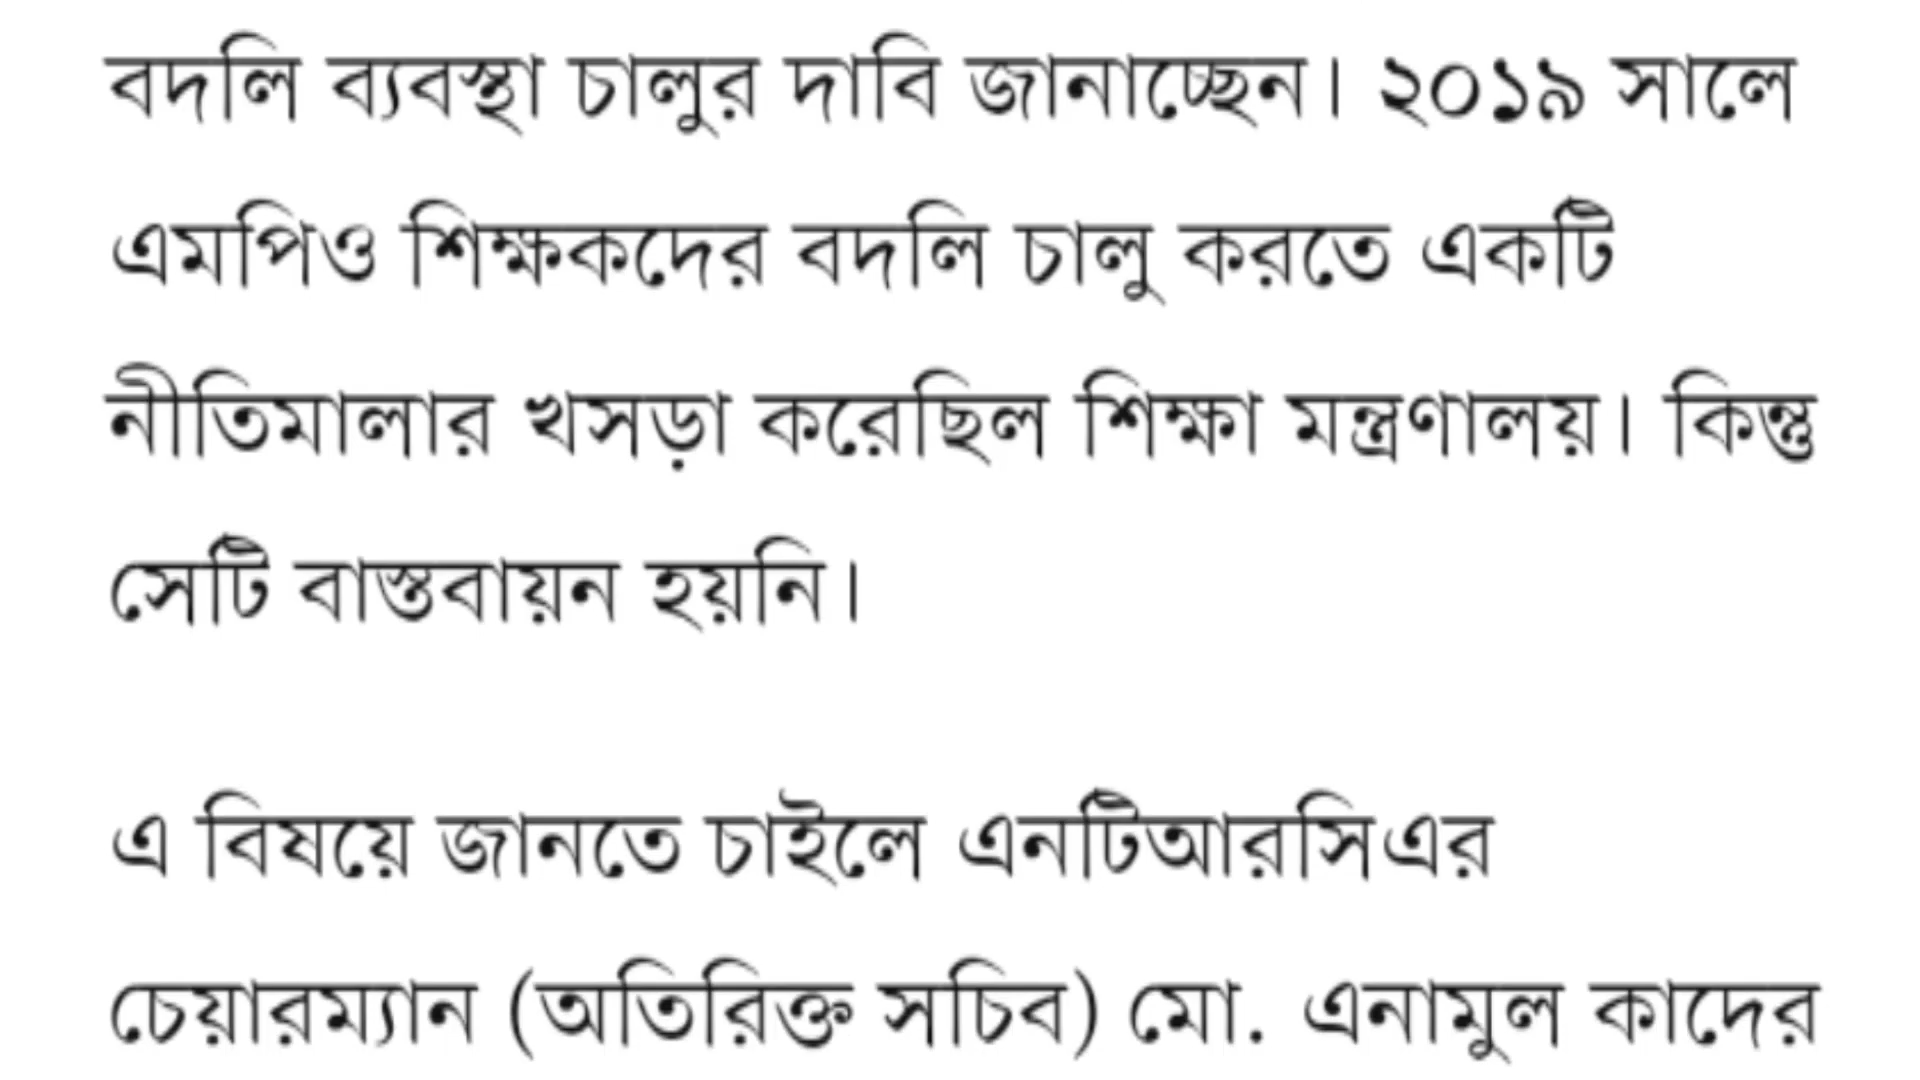 বদলি ব্যবস্থা চালুর দাবি জানাচ্ছেন। ২০১৯ সালে
এমপিও শিক্ষকদের বদলি চালু করতে একটি
নীতিমালার খসড়া করেছিল শিক্ষা মন্ত্রণালয়। কিন্তু
সেটি বাস্তবায়ন হয়নি।
এ বিষয়ে জানতে চাইলে এনটিআরসিএর
চেয়ারম্যান (অতিরিক্ত সচিব) মো. এনামুল কাদের